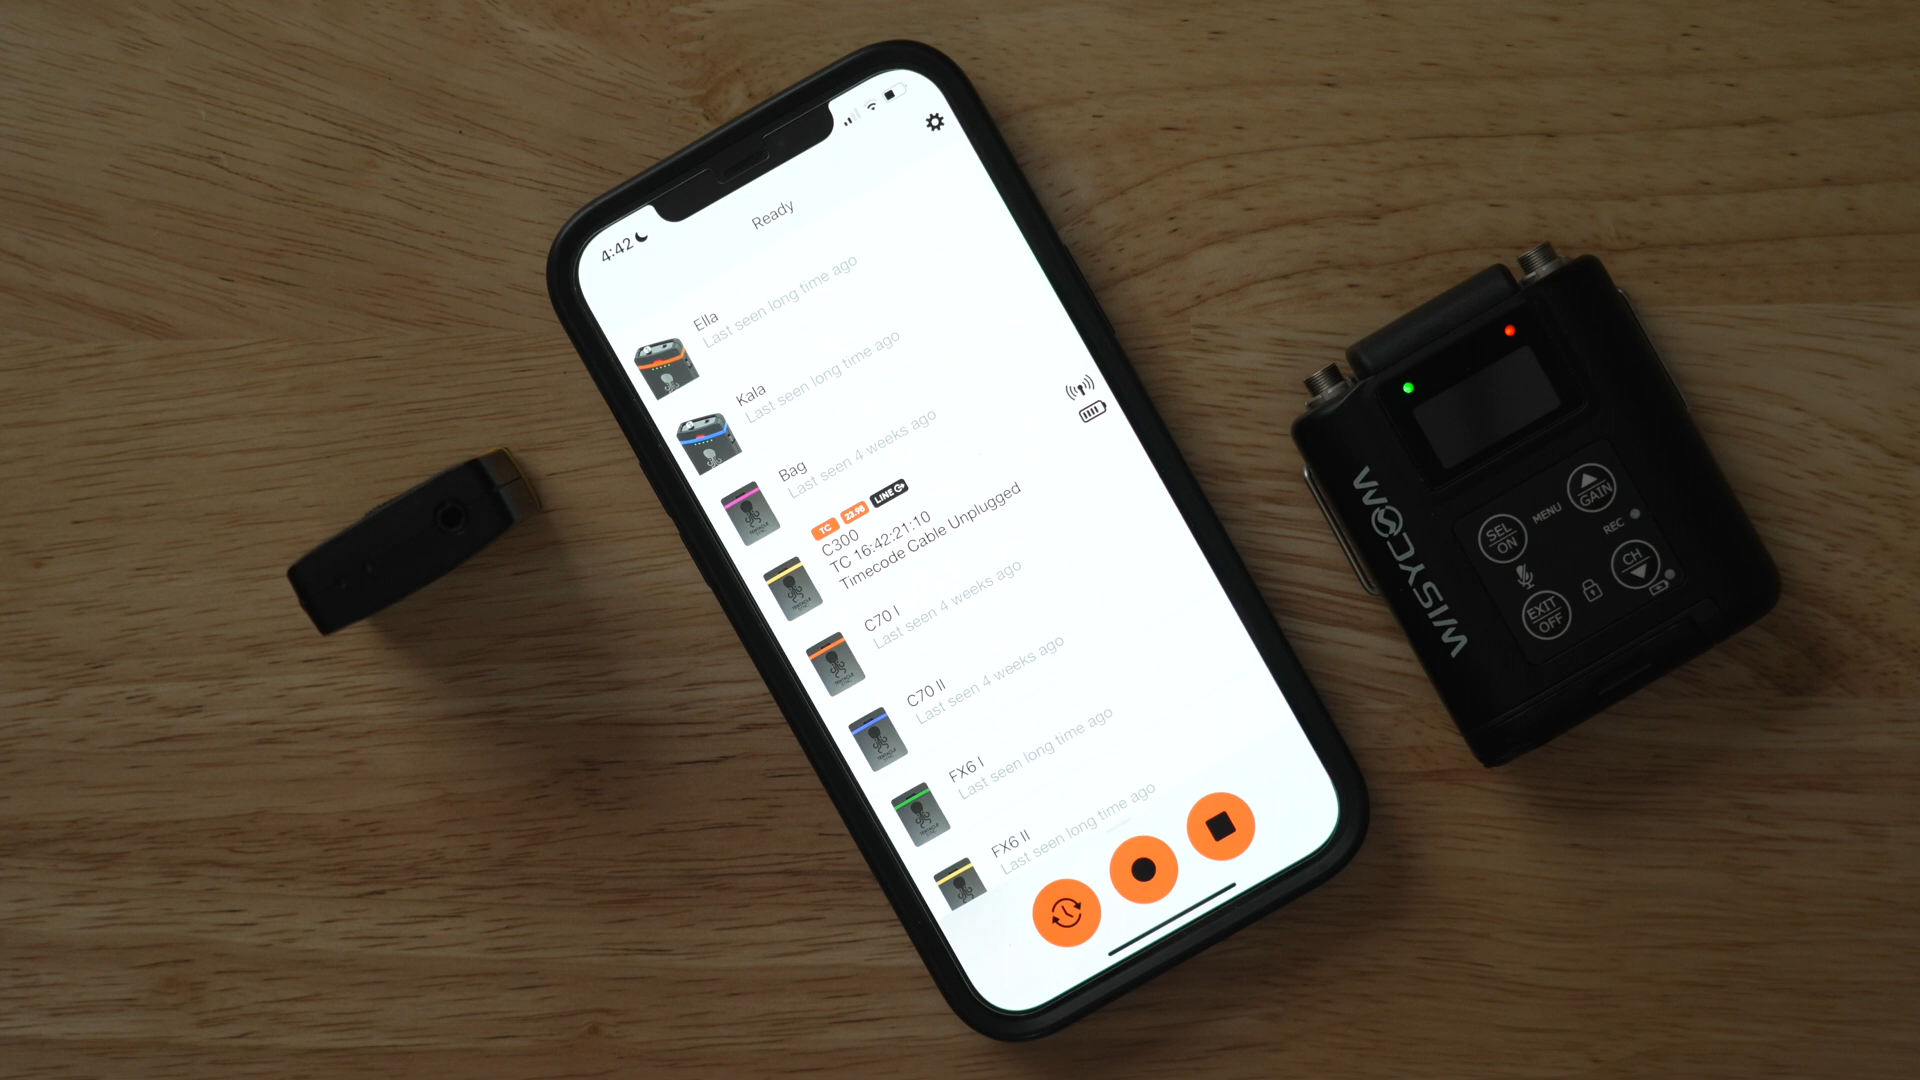 4:42
Ready
Ella
Last seen long time ago
Kala
Last seen long time ago
Bag
Last seen 4 weeks ago
TC 23.98 LINE
C300
TC 16:42:21:10
Timecode Cable Unplugged
C70 I
Last seen 4 weeks ago
C70 II
Last seen 4 weeks ago
FX6 I
Last seen long time ago
FX6 II
Last seen long time ago
WISYCOM
SEL
ON
MENU
GAIN
REC
CH
EXIT
OFF